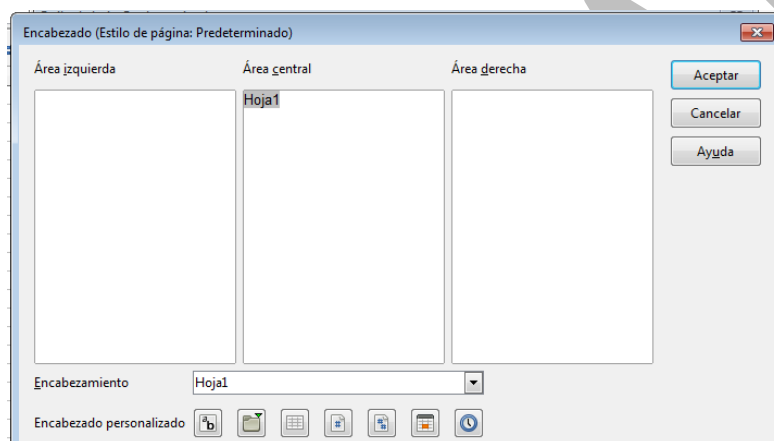 Encabezado (Estilo de página: Predeterminado)
Área izquierda Área central Área derecha
Hoja1
Aceptar
Cancelar
Ayuda
Encabezamiento Hoja1
Encabezado personalizado